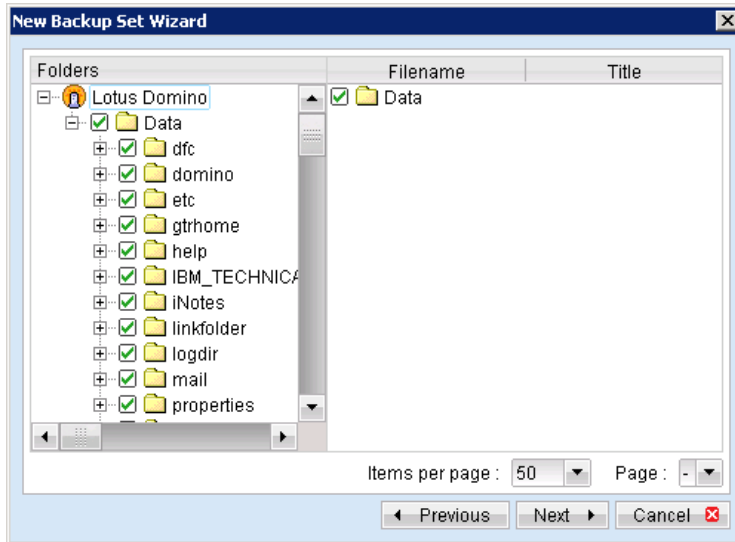 New Backup Set Wizard
Folders
Filename
Title
Lotus Domino
Data
Data
dfc
domino
etc
gtrhome
help
IBM_TECHNICA
iNotes
linkfolder
logdir
mail
properties
Items per page : 50
Page : -
Previous
Next
Cancel